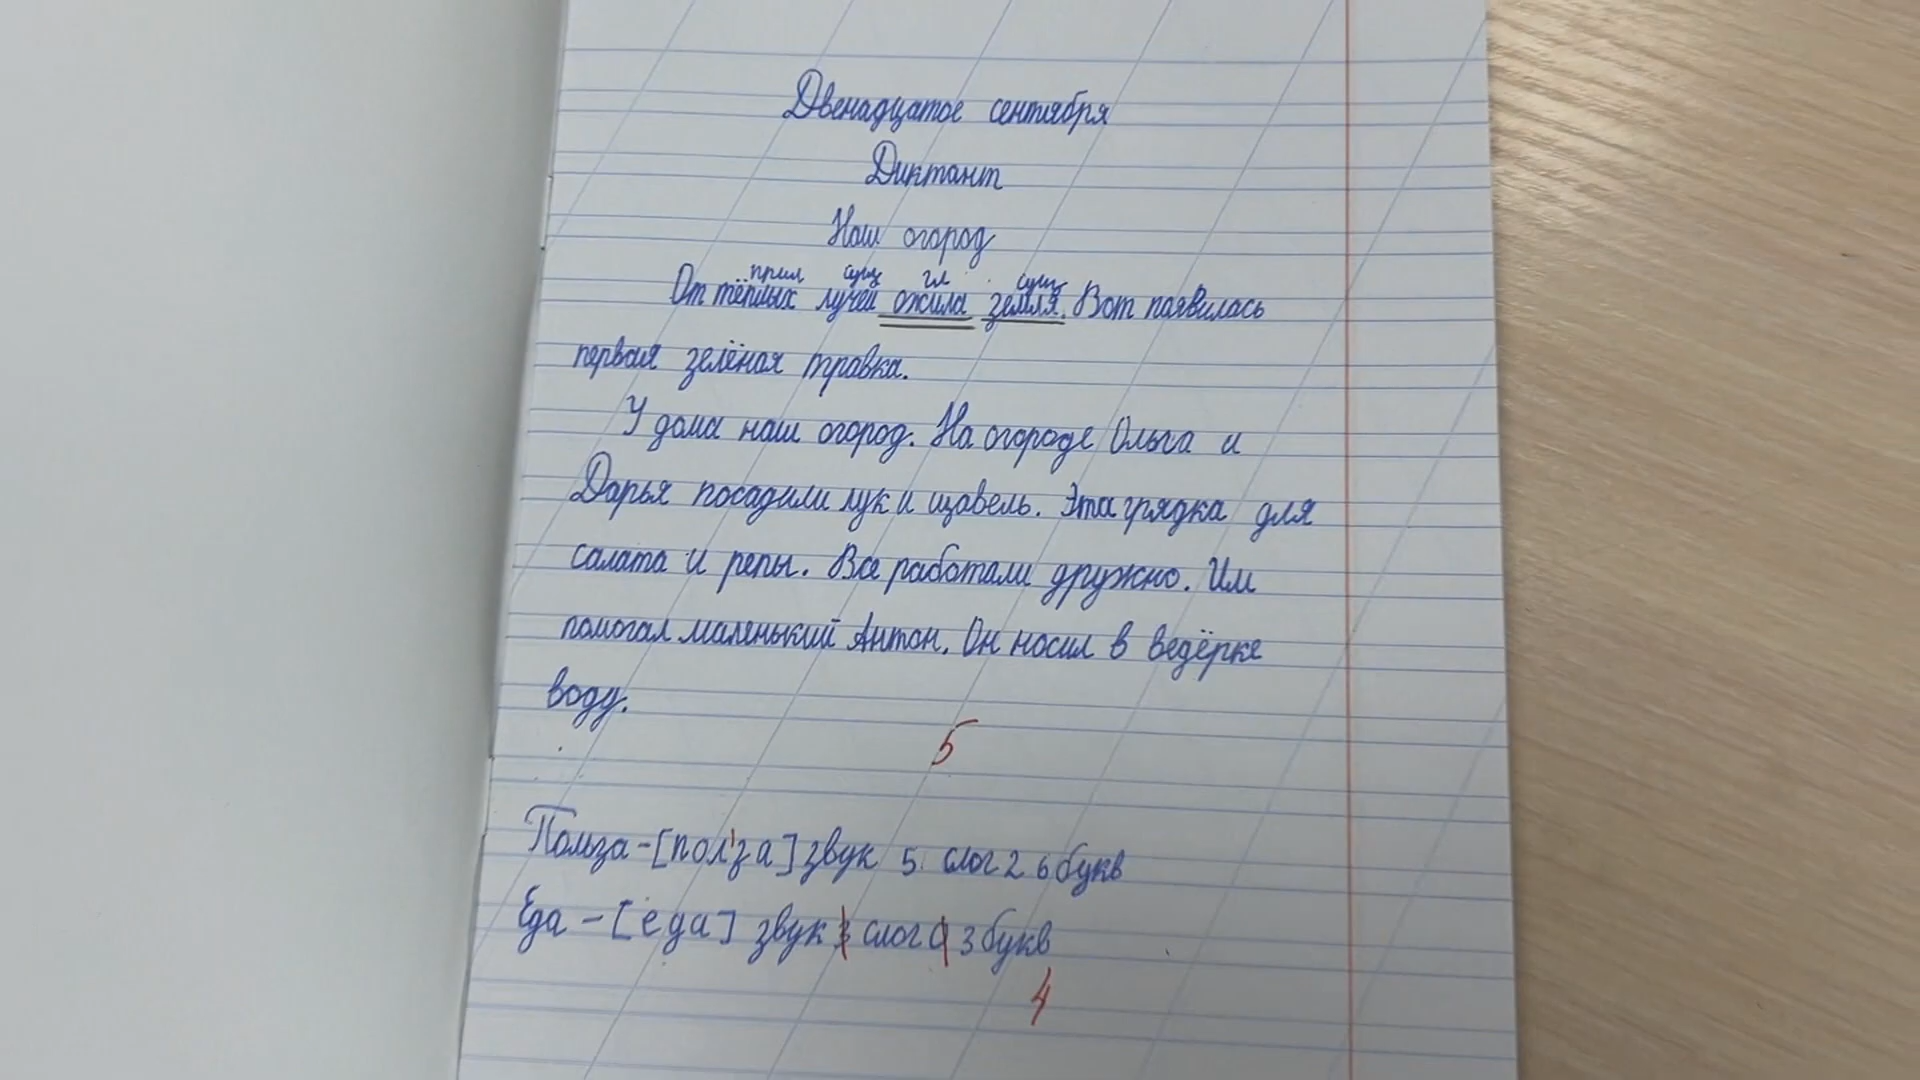 Двенадцатое сентября
Диктант
Наш огород
прил сущ гл сущ
От тёплых лучей ожила земля. Вот появилась
первая зелёная травка.
У дома наш огород. На огороде Ольга и
Дарья посадили лук и щавель. Эта грядка для
салата и репы. Все работали дружно. Им
помогал маленький Антон. Он носил в ведёрке
воду.
5
Польза - [пол'за] звук 5 слог 2 6 букв
Еда - [еда] звук 3 слог 3 букв
4